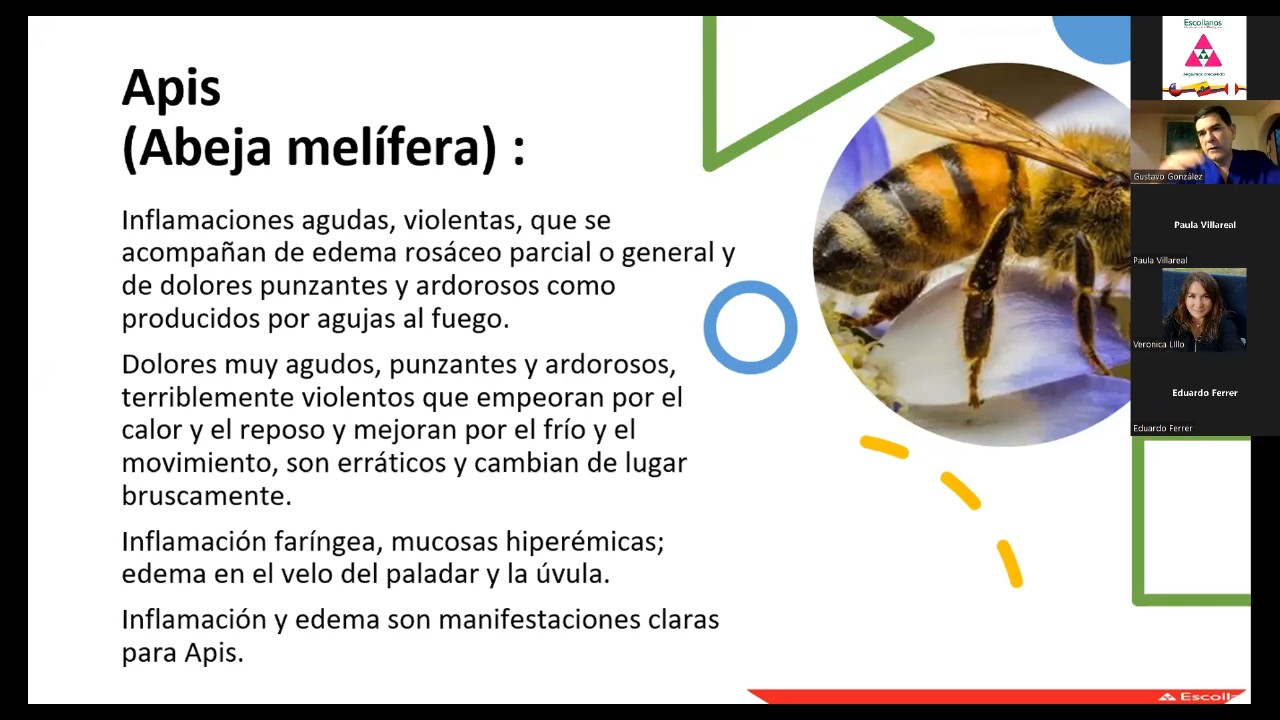 Apis
(Abeja melífera) :
Inflamaciones agudas, violentas, que se
acompañan de edema rosáceo parcial o general y
de dolores punzantes y ardorosos como
producidos por agujas al fuego.
Dolores muy agudos, punzantes y ardorosos,
terriblemente violentos que empeoran por el
calor y el reposo y mejoran por el frío y el
movimiento, son erráticos y cambian de lugar
bruscamente.
Inflamación faríngea, mucosas hiperémicas;
edema en el velo del paladar y la úvula.
Inflamación y edema son manifestaciones claras
para Apis.
Escollanos
Gustavo González
Paula Villareal
Paula Villareal
Veronica LIllo
Eduardo Ferrer
Eduardo Ferrer
Escolla